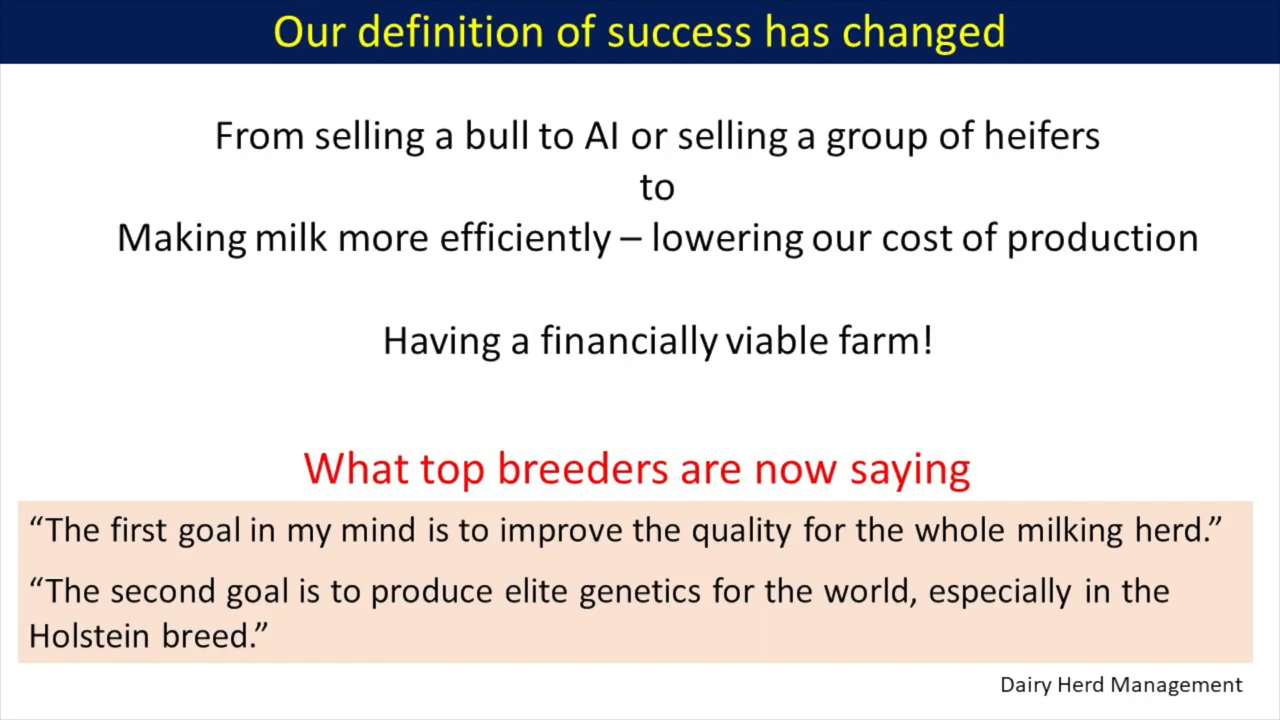 Our definition of success has changed
From selling a bull to AI or selling a group of heifers
to
Making milk more efficiently – lowering our cost of production
Having a financially viable farm!
What top breeders are now saying
“The first goal in my mind is to improve the quality for the whole milking herd.”
“The second goal is to produce elite genetics for the world, especially in the
Holstein breed.”
Dairy Herd Management